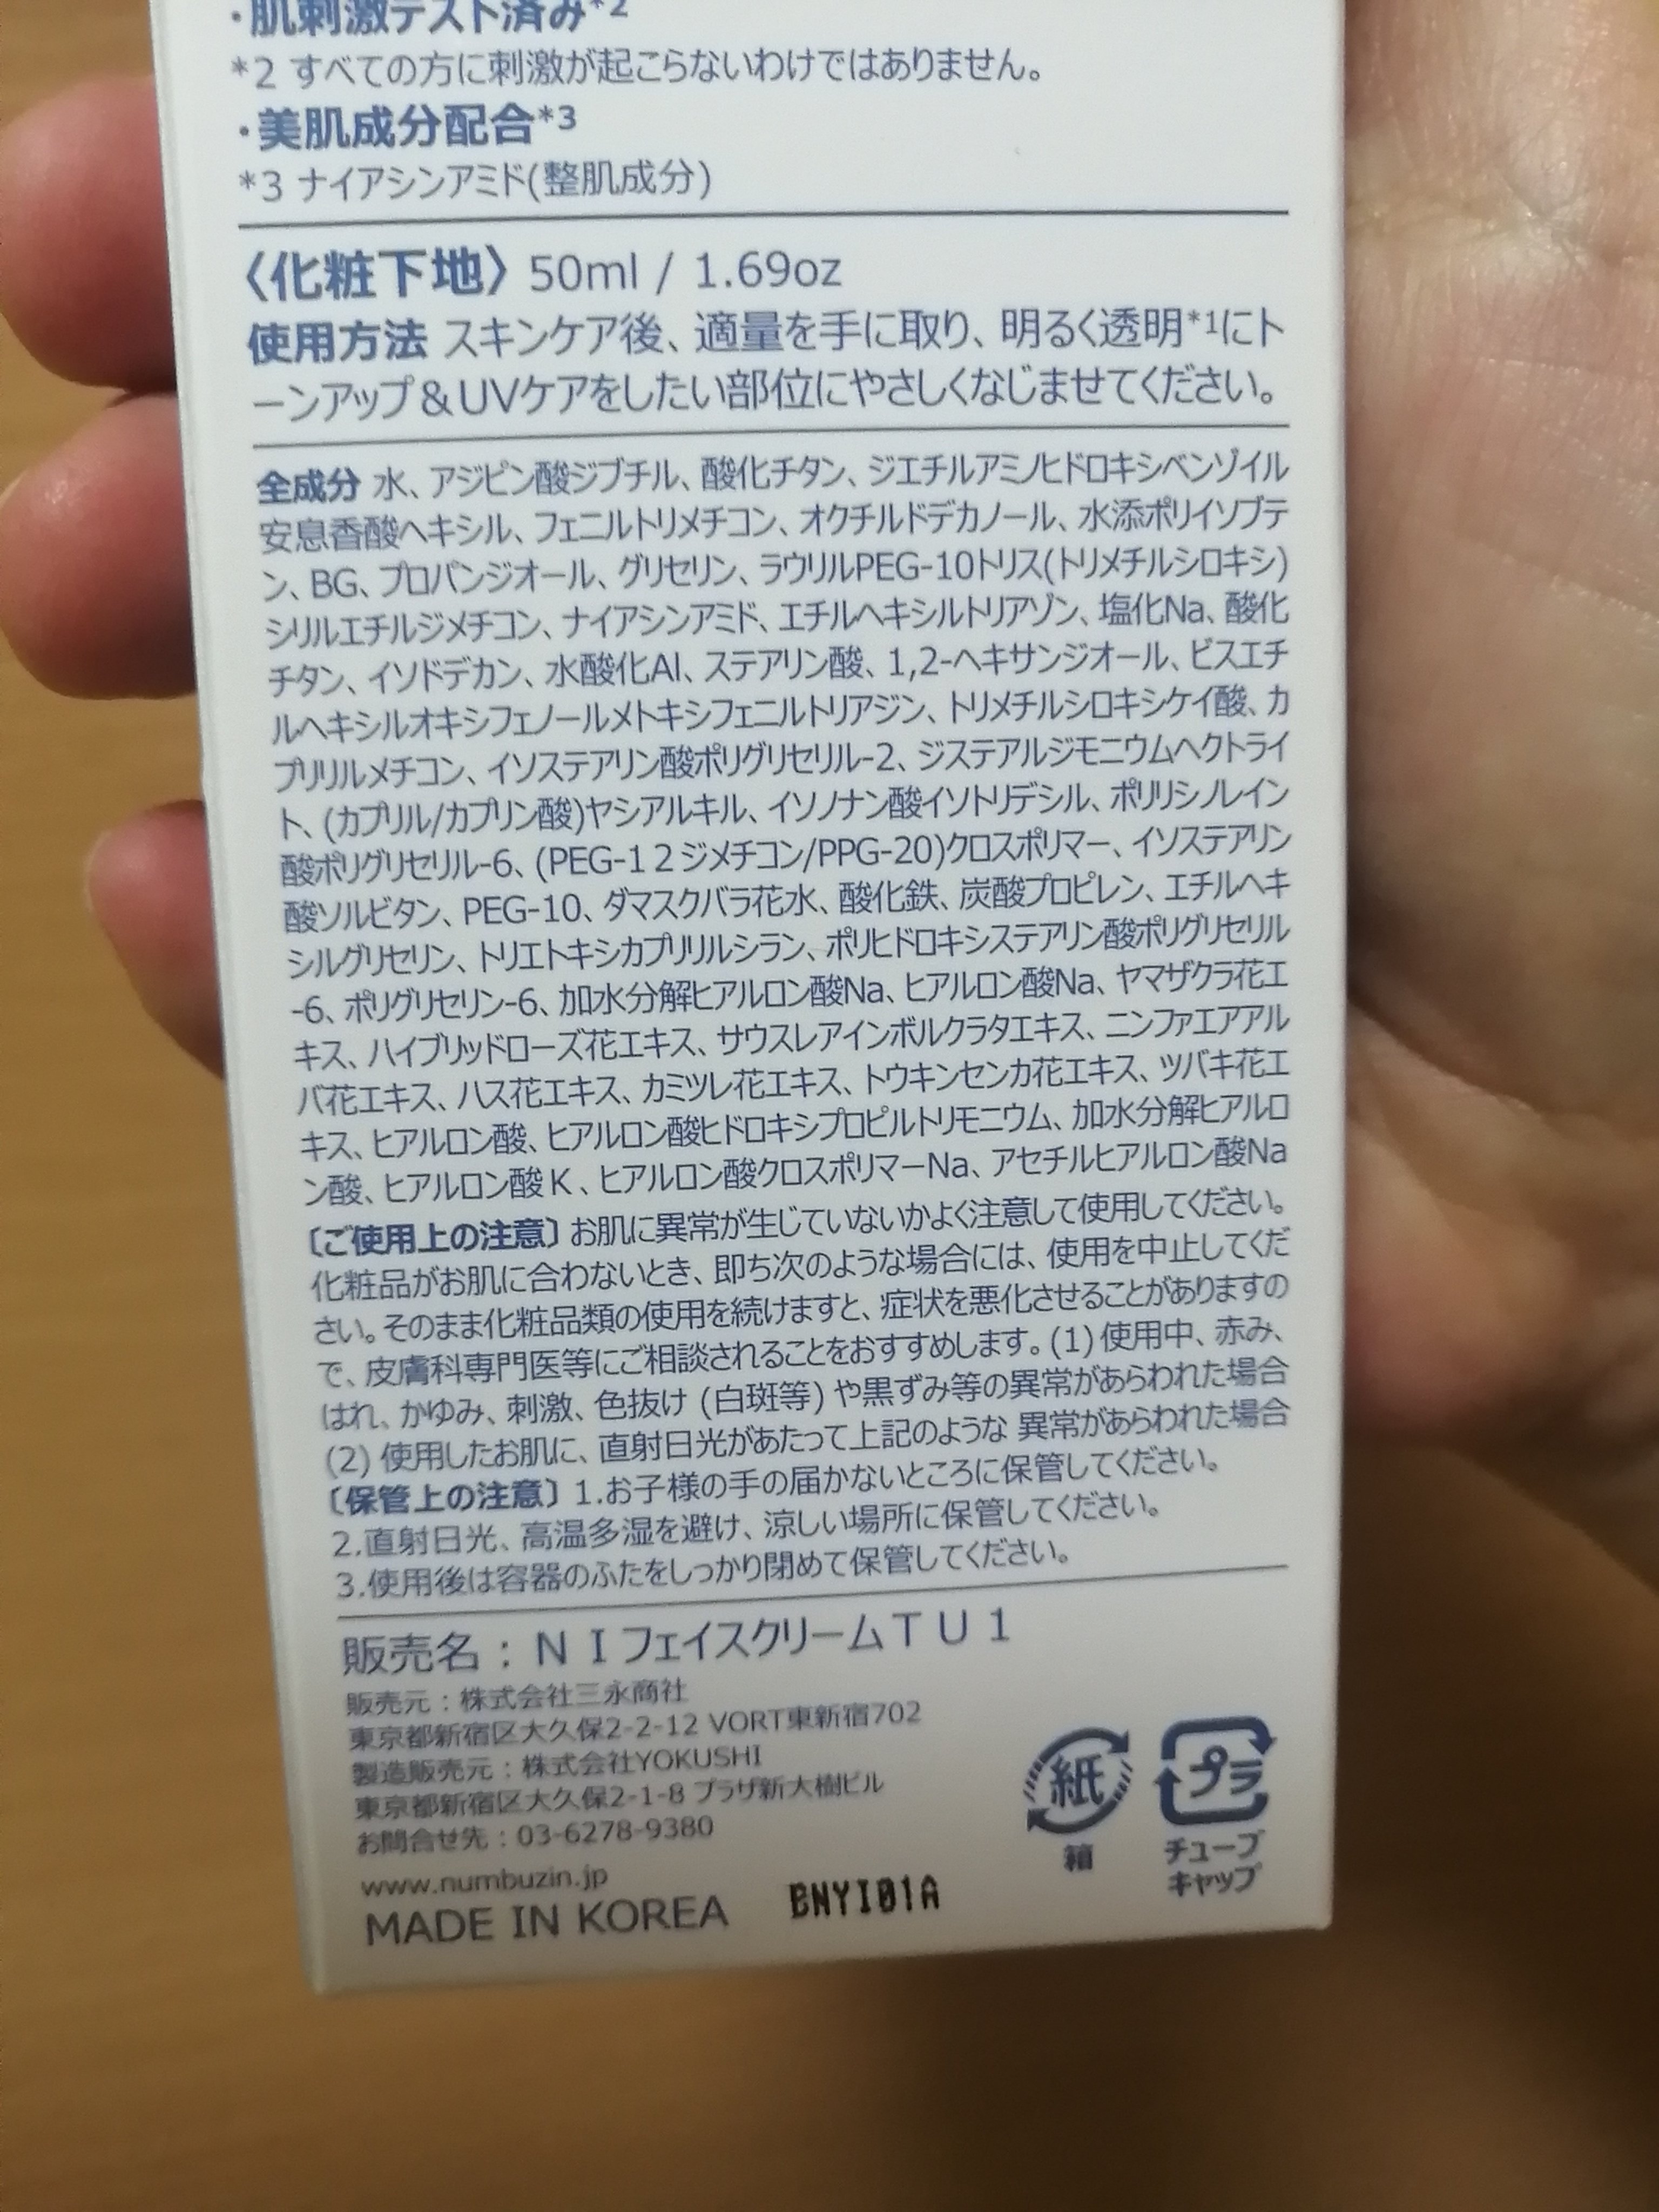 ・肌刺激テスト済み*2
*2 すべての方に刺激が起こらないわけではありません。
・美肌成分配合*3
*3 ナイアシンアミド(整肌成分)
〈化粧下地〉50ml / 1.69oz
使用方法 スキンケア後、適量を手に取り、明るく透明*1にト
ーンアップ&UVケアをしたい部位にやさしくなじませてください。
全成分 水、アジピン酸ジブチル、酸化チタン、ジエチルアミノヒドロキシベンゾイル
安息香酸ヘキシル、フェニルトリメチコン、オクチルドデカノール、水添ポリイソブテ
ン、BG、プロパンジオール、グリセリン、ラウリルPEG-10トリス(トリメチルシロキシ)
シリルエチルジメチコン、ナイアシンアミド、エチルヘキシルトリアゾン、塩化Na、酸化
チタン、イソドデカン、水酸化Al、ステアリン酸、1,2-ヘキサンジオール、ビスエチ
ルヘキシルオキシフェノールメトキシフェニルトリアジン、トリメチルシロキシケイ酸、カ
プリリルメチコン、イソステアリン酸ポリグリセリル-2、ジステアルジモニウムヘクトライ
ト、(カプリル/カプリン酸)ヤシアルキル、イソノナン酸イソトリデシル、ポリリシノレイン
酸ポリグリセリル-6、(PEG-1２ジメチコン/PPG-20)クロスポリマー、イソステアリン
酸ソルビタン、PEG-10、ダマスクバラ花水、酸化鉄、炭酸プロピレン、エチルヘキ
シルグリセリン、トリエトキシカプリリルシラン、ポリヒドロキシステアリン酸ポリグリセリル
-6、ポリグリセリン-6、加水分解ヒアルロン酸Na、ヒアルロン酸Na、ヤマザクラ花エ
キス、ハイブリッドローズ花エキス、サウスレアインボルクラタエキス、ニンファエアアル
バ花エキス、ハス花エキス、カミツレ花エキス、トウキンセンカ花エキス、ツバキ花エ
キス、ヒアルロン酸、ヒアルロン酸ヒドロキシプロピルトリモニウム、加水分解ヒアルロ
ン酸、ヒアルロン酸Ｋ、ヒアルロン酸クロスポリマーNa、アセチルヒアルロン酸Na
〔ご使用上の注意〕お肌に異常が生じていないかよく注意して使用してください。
化粧品がお肌に合わないとき、即ち次のような場合には、使用を中止してくだ
さい。そのまま化粧品類の使用を続けますと、症状を悪化させることがありますの
で、皮膚科専門医等にご相談されることをおすすめします。(1) 使用中、赤み、
はれ、かゆみ、刺激、色抜け (白斑等) や黒ずみ等の異常があらわれた場合
(2) 使用したお肌に、直射日光があたって上記のような 異常があらわれた場合
〔保管上の注意〕1.お子様の手の届かないところに保管してください。
2.直射日光、高温多湿を避け、涼しい場所に保管してください。
3.使用後は容器のふたをしっかり閉めて保管してください。
販売名：ＮＩフェイスクリームＴＵ１
販売元：株式会社三永商社
東京都新宿区大久保2-2-12 VORT東新宿702
製造販売元：株式会社YOKUSHI
東京都新宿区大久保2-1-8 プラザ新大樹ビル
お問合せ先：03-6278-9380
www.numbuzin.jp
MADE IN KOREA BNYI01A
紙
箱
プラ
チューブ
キャップ